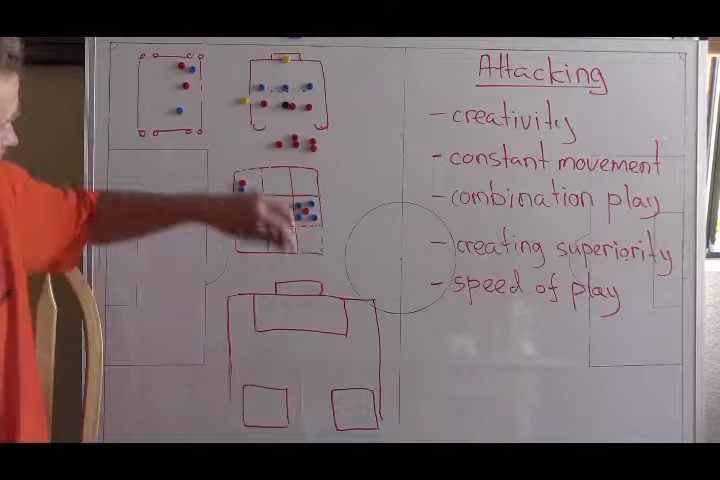 Attacking
- creativity
- constant movement
- combination play
- creating superiority
- speed of play